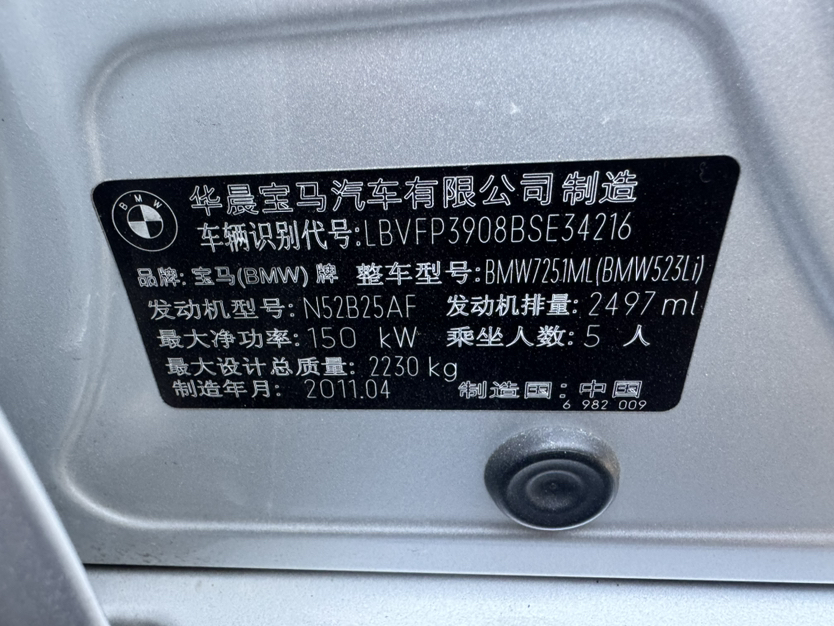 BMW
华晨宝马汽车有限公司制造
车辆识别代号:LBVFP3908BSE34216
品牌: 宝马(BMW) 牌 整车型号:BMW7251ML(BMW523Li)
发动机型号: N52B25AF 发动机排量: 2497 ml
最大净功率: 150 kW 乘坐人数: 5 人
最大设计总质量: 2230 kg
制造年月: 2011.04 制造国: 中国
6 982 009